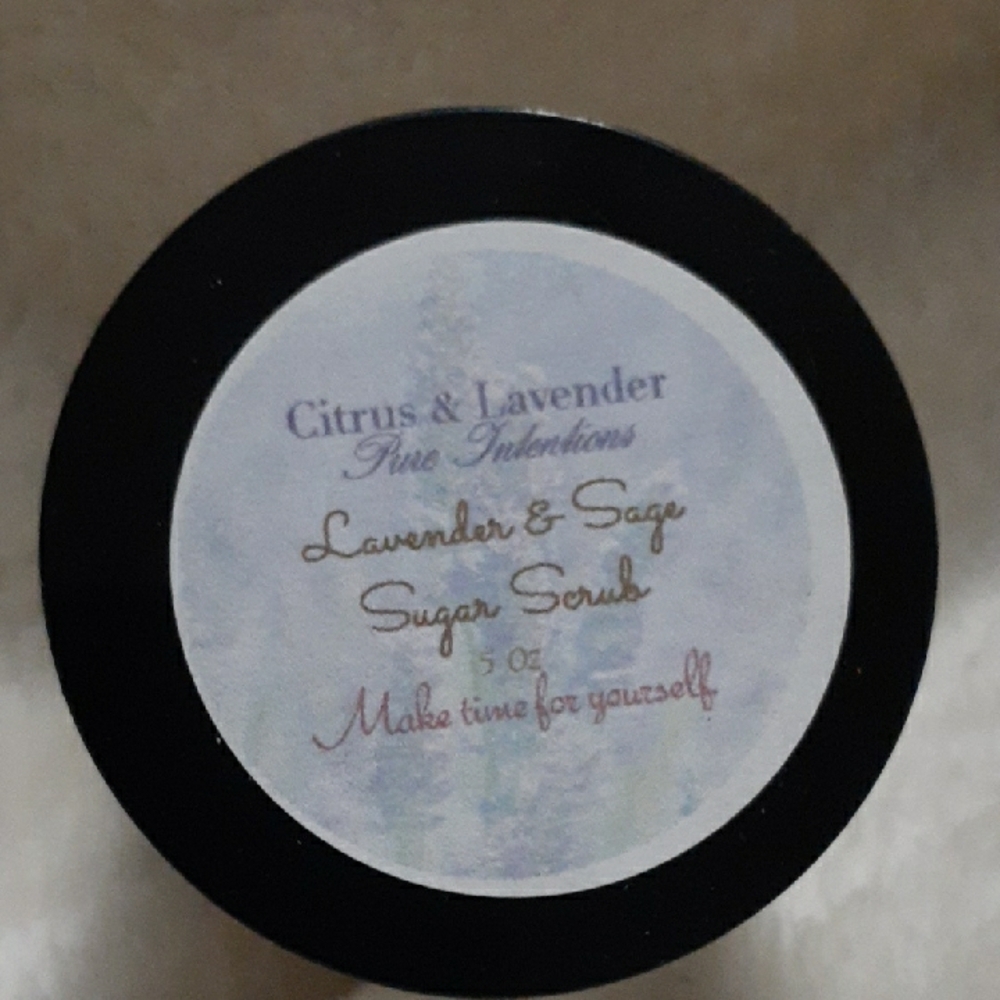 Citrus & Lavender
Pure Intentions
Lavender & Sage
Sugar Scrub
5 oz
Make time for yourself